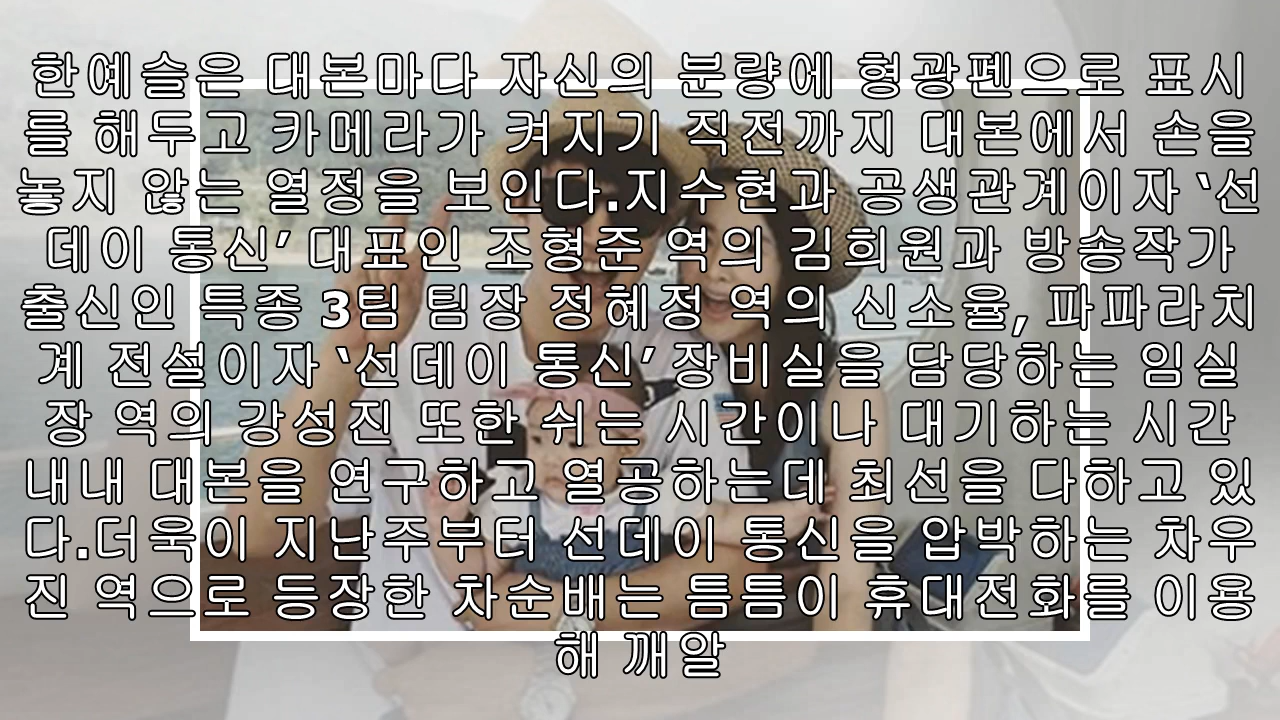 한예슬은 대본마다 자신의 분량에 형광펜으로 표시
를 해두고 카메라가 켜지기 직전까지 대본에서 손을
놓지 않는 열정을 보인다.지수현과 공생관계이자 ‘선
데이 통신’ 대표인 조형준 역의 김희원과 방송작가
출신인 특종 3팀 팀장 정혜정 역의 신소율, 파파라치
계 전설이자 ‘선데이 통신’ 장비실을 담당하는 임실
장 역의 강성진 또한 쉬는 시간이나 대기하는 시간
내내 대본을 연구하고 열공하는데 최선을 다하고 있
다.더욱이 지난주부터 선데이 통신을 압박하는 차우
진 역으로 등장한 차순배는 틈틈이 휴대전화를 이용
해 깨알